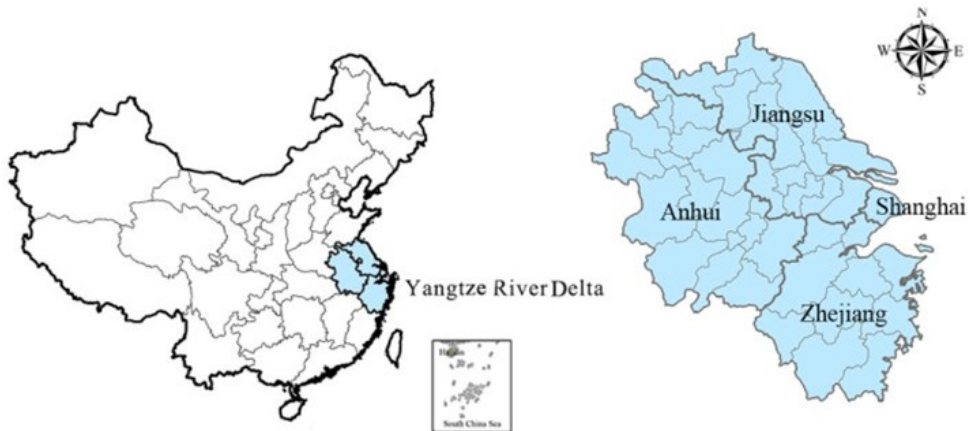 Yangtze River Delta
Hainan
South China Sea
N
W
E
S
Jiangsu
Anhui
Shanghai
Zhejiang